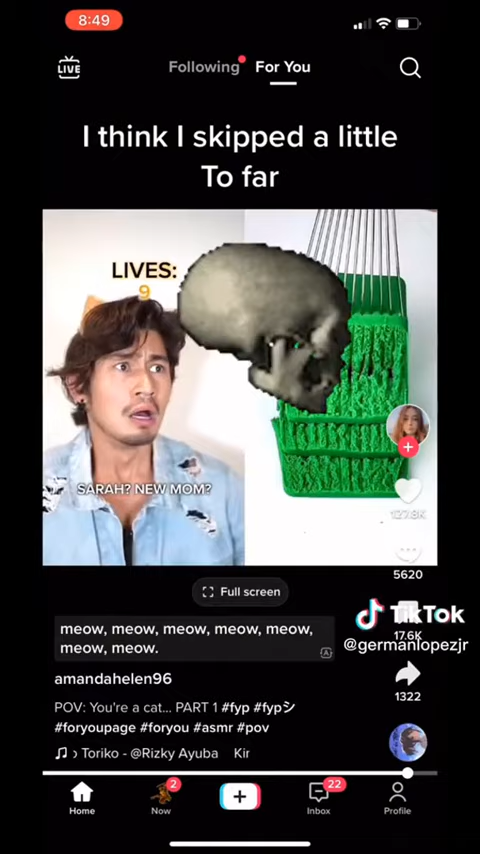 8:49
LIVE
Following
For You
I think I skipped a little
To far
LIVES:
9
SARAH? NEW MOM?
127.8K
5620
Full screen
meow, meow, meow, meow, meow,
meow, meow.
TikTok
17.6K
@germanlopezjr
amandahelen96
1322
POV: You're a cat... PART 1 #fyp #fypシ
#foryoupage #foryou #asmr #pov
Toriko - @Rizky Ayuba Kir
2
22
Home
Now
Inbox
Profile